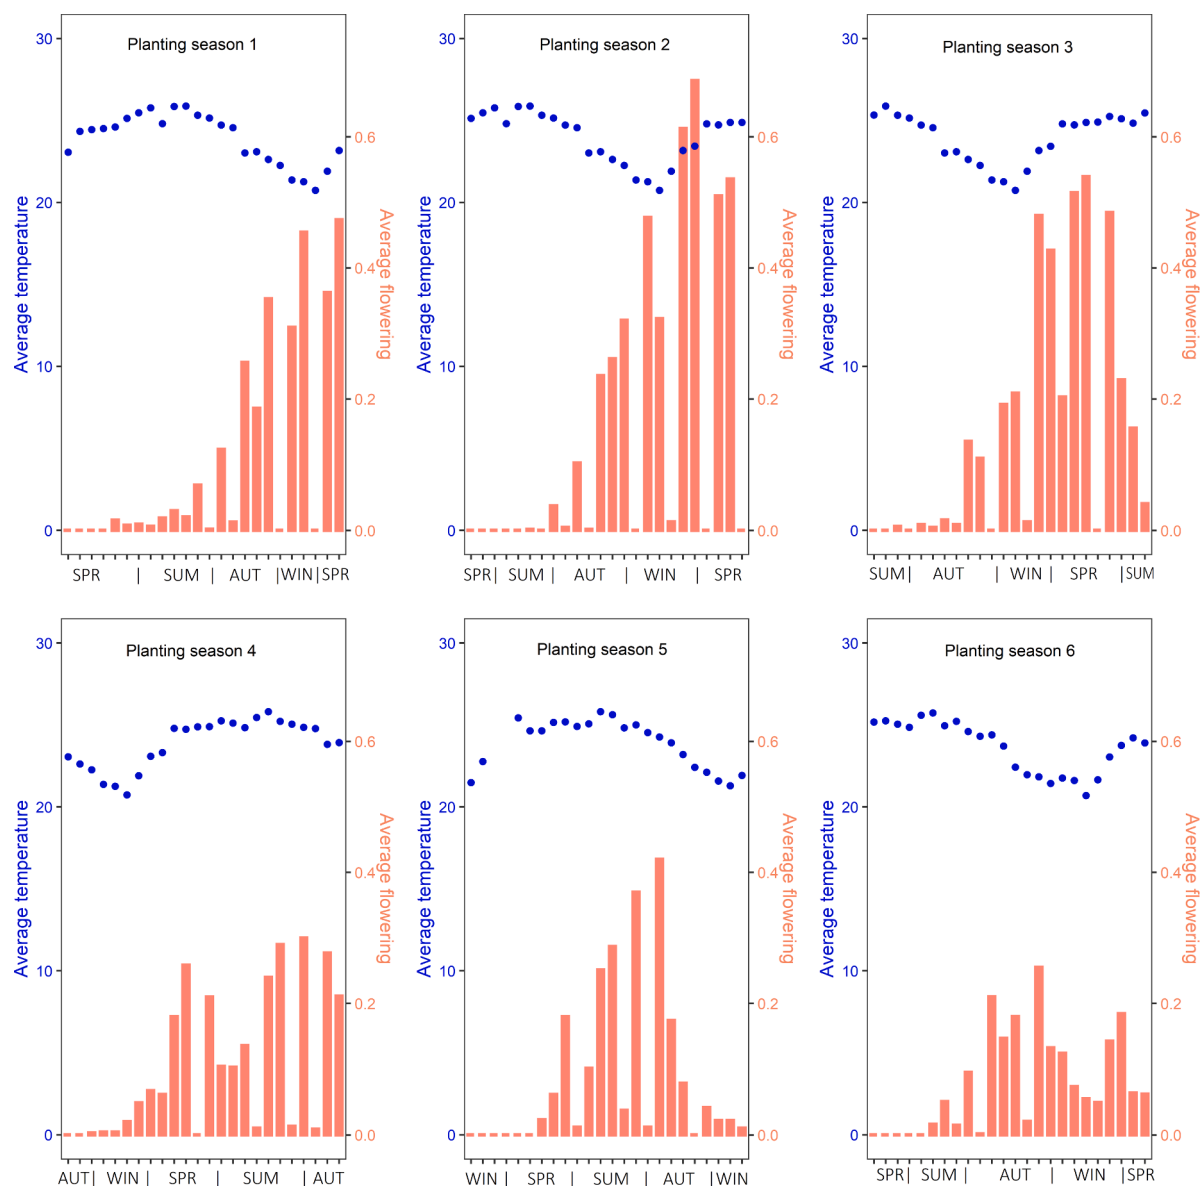 Planting season 1
30
20
10
0
0.6
0.4
0.2
0.0
Average temperature
Average flowering
SPR | SUM | AUT |WIN|SPR
Planting season 2
30
20
10
0
0.6
0.4
0.2
0.0
Average temperature
Average flowering
SPR| SUM | AUT | WIN | SPR
Planting season 3
30
20
10
0
0.6
0.4
0.2
0.0
Average temperature
Average flowering
SUM| AUT | WIN | SPR |SUM
Planting season 4
30
20
10
0
0.6
0.4
0.2
0.0
Average temperature
Average flowering
AUT| WIN | SPR | SUM | AUT
Planting season 5
30
20
10
0
0.6
0.4
0.2
0.0
Average temperature
Average flowering
WIN | SPR | SUM | AUT | WIN
Planting season 6
30
20
10
0
0.6
0.4
0.2
0.0
Average temperature
Average flowering
SPR | SUM | AUT | WIN |SPR